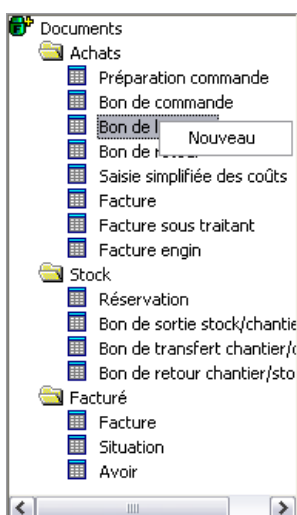 Documents
Achats
Préparation commande
Bon de commande
Bon de
Nouveau
Bon de
Saisie simplifiée des coûts
Facture
Facture sous traitant
Facture engin
Stock
Réservation
Bon de sortie stock/chantie
Bon de transfert chantier/
Bon de retour chantier/sto
Facturé
Facture
Situation
Avoir